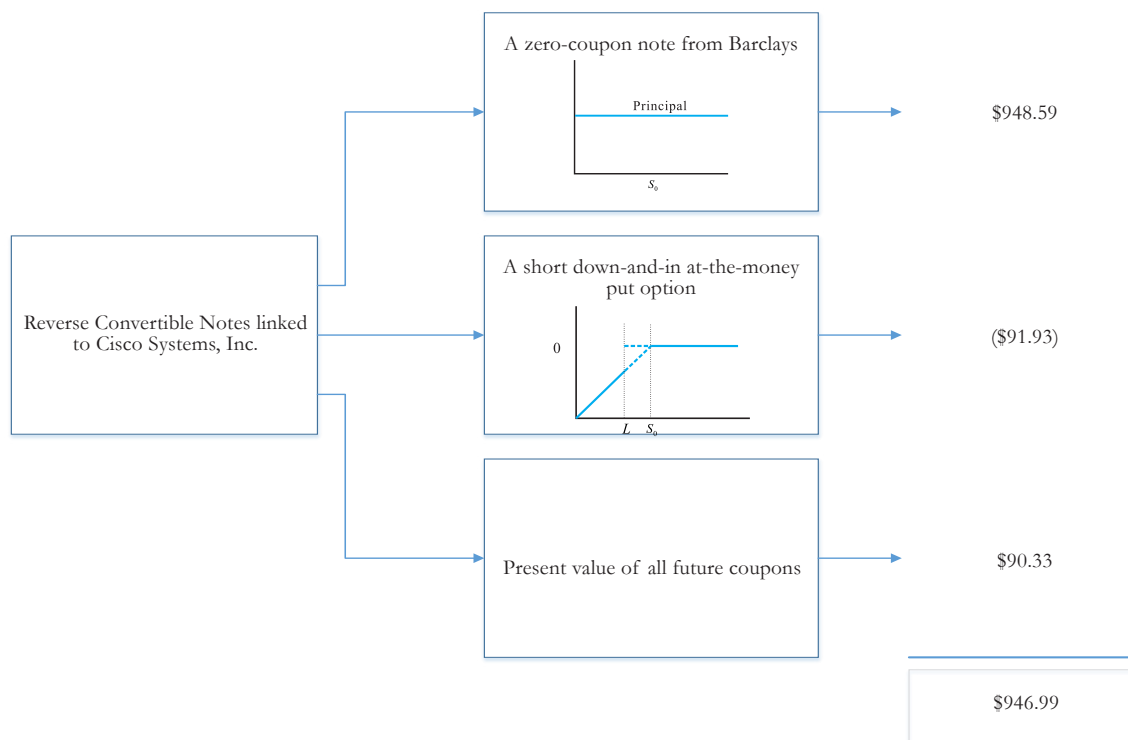 A zero-coupon note from Barclays
Principal
S₀
$948.59
Reverse Convertible Notes linked
to Cisco Systems, Inc.
A short down-and-in at-the-money
put option
0
L S₀
($91.93)
Present value of all future coupons
$90.33
$946.99